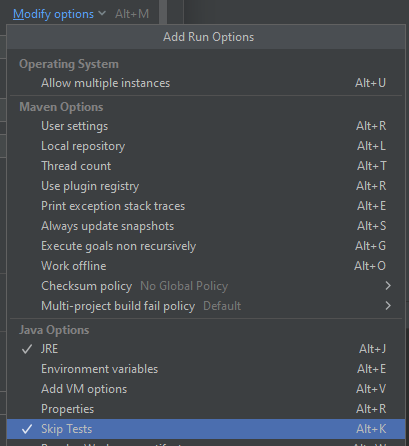 Modify options Alt+M
Add Run Options
Operating System
Allow multiple instances Alt+U
Maven Options
User settings Alt+R
Local repository Alt+L
Thread count Alt+T
Use plugin registry Alt+R
Print exception stack traces Alt+E
Always update snapshots Alt+S
Execute goals non recursively Alt+G
Work offline Alt+O
Checksum policy No Global Policy
Multi-project build fail policy Default
Java Options
JRE Alt+J
Environment variables Alt+E
Add VM options Alt+V
Properties Alt+R
Skip Tests Alt+K